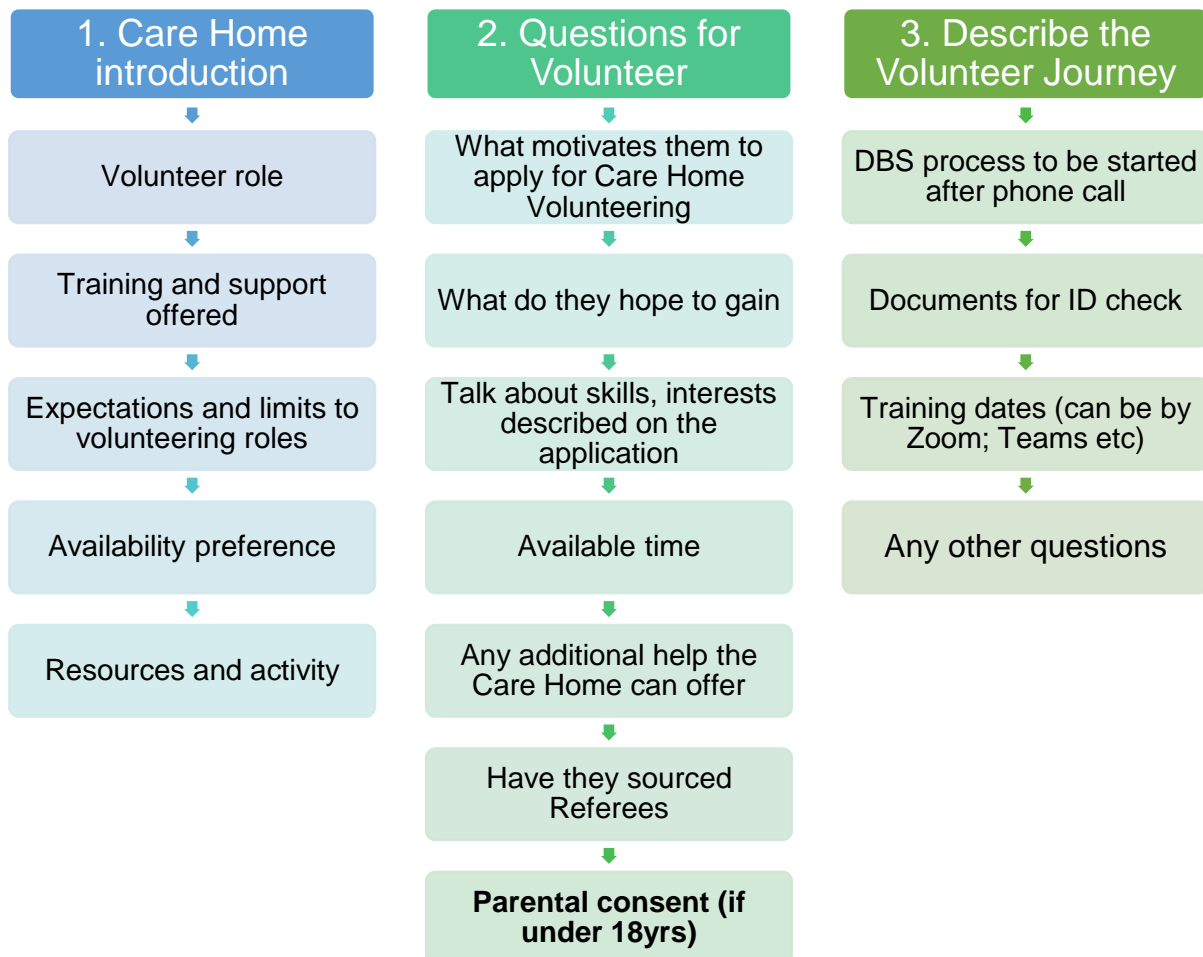 1. Care Home
introduction
Volunteer role
Training and support
offered
Expectations and limits to
volunteering roles
Availability preference
Resources and activity
2. Questions for
Volunteer
What motivates them to
apply for Care Home
Volunteering
What do they hope to gain
Talk about skills, interests
described on the
application
Available time
Any additional help the
Care Home can offer
Have they sourced
Referees
Parental consent (if
under 18yrs)
3. Describe the
Volunteer Journey
DBS process to be started
after phone call
Documents for ID check
Training dates (can be by
Zoom; Teams etc)
Any other questions